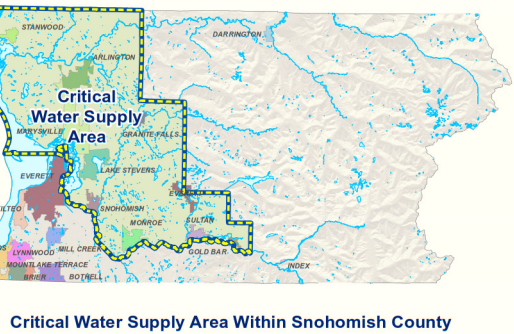 STANWOOD
DARRINGTON
ARLINGTON
Critical
Water Supply
Area
MARYSVILLE
GRANITE FALLS
LAKE STEVENS
EVERETT
EVE
SNOHOMISH
SULTAN
MONROE
MILL CREEK
GOLD BAR
LYNNWOOD
INDEX
MOUNTLAKE TERRACE
BRIER
BOTHELL
Critical Water Supply Area Within Snohomish County